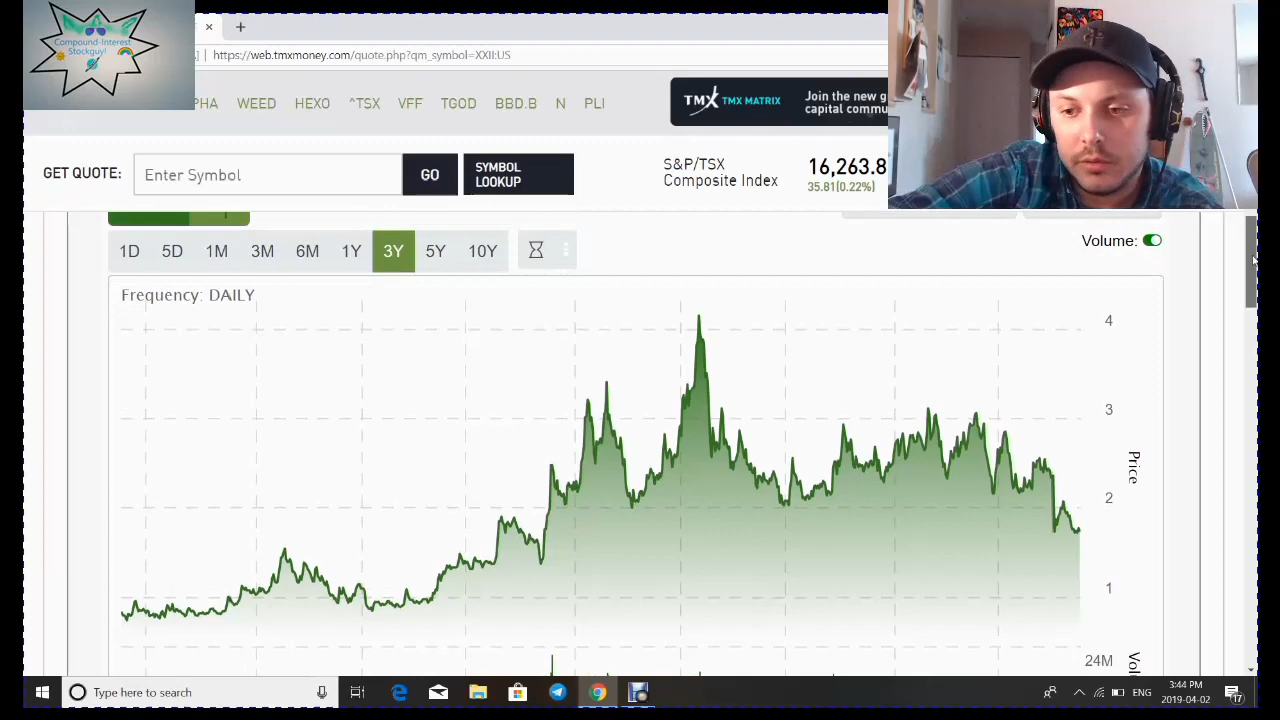 Compound-Interest
Stockguy!
https://web.tmxmoney.com/quote.php?qm_symbol=XXII:US
PHA WEED HEXO ^TSX VFF TGOD BBD.B N PLI
TMX TMX MATRIX
Join the new g
capital commu
GET QUOTE:
Enter Symbol
GO
SYMBOL
LOOKUP
S&P/TSX
Composite Index
16,263.8
35.81(0.22%)
1D 5D 1M 3M 6M 1Y 3Y 5Y 10Y
Volume:
Frequency: DAILY
4
3
Price
2
1
24M
Vol
Type here to search
ENG
3:44 PM
2019-04-02
17